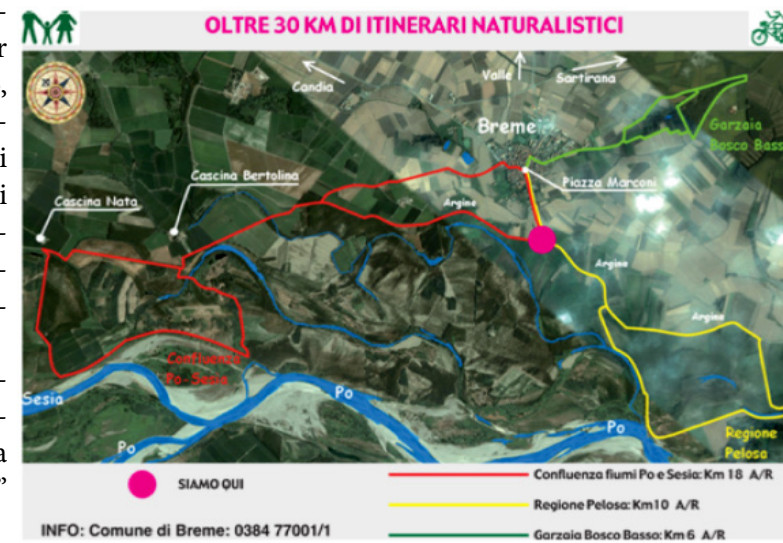 OLTRE 30 KM DI ITINERARI NATURALISTICI
Candia
Valle
Sartirana
Breme
Garzaia
Bosco Bass
Piazza Marconi
Cascina Bertolina
Cascina Nata
Argine
Argine
Argine
Confluenza
Po-Sesia
Sesia
Po
Po
Po
Regione
Pelosa
SIAMO QUI
Confluenza fiumi Po e Sesia: Km 18 A/R
Regione Pelosa: Km10 A/R
Garzaia Bosco Basso: Km 6 A/R
INFO: Comune di Breme: 0384 77001/1